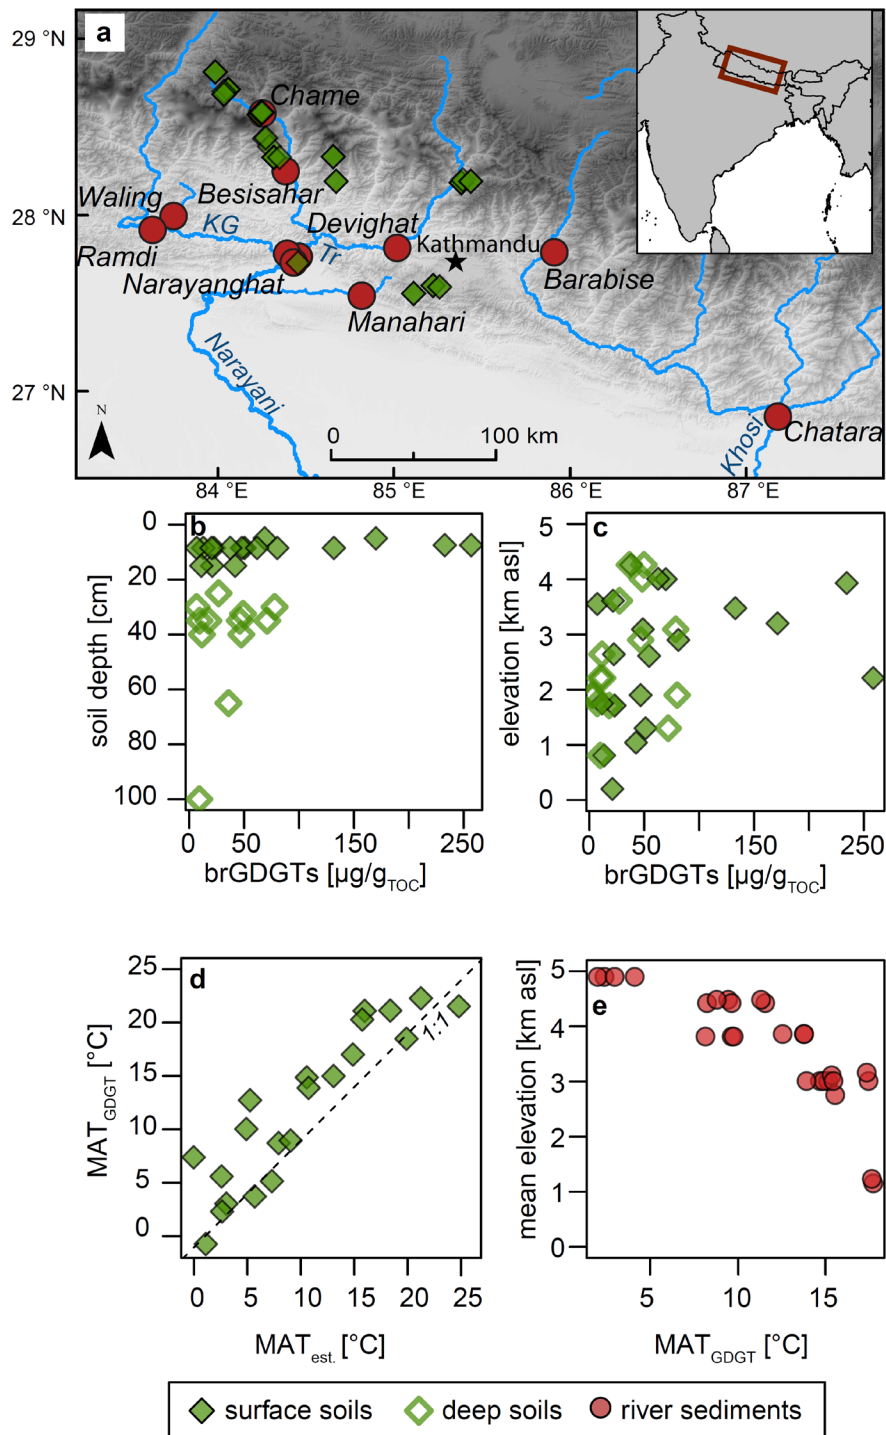 29 °N
a
Chame
28 °N
Waling
Besisahar
KG
Devighat
Tr
Kathmandu
Ramdi
Narayanghat
Barabise
Manahari
27 °N
Narayani
N
0
100 km
Khosi
Chatara
84 °E
85 °E
86 °E
87 °E
b
0
20
40
60
80
100
soil depth [cm]
0
50
150
250
brGDGTs [µg/gTOC]
c
5
4
3
2
1
0
elevation [km asl]
0
50
150
250
brGDGTs [µg/gTOC]
d
25
20
15
10
5
0
MATGDGT [°C]
1:1
0
5
10
15
20
25
MATest. [°C]
e
5
4
3
2
1
0
mean elevation [km asl]
5
10
15
MATGDGT [°C]
surface soils
deep soils
river sediments